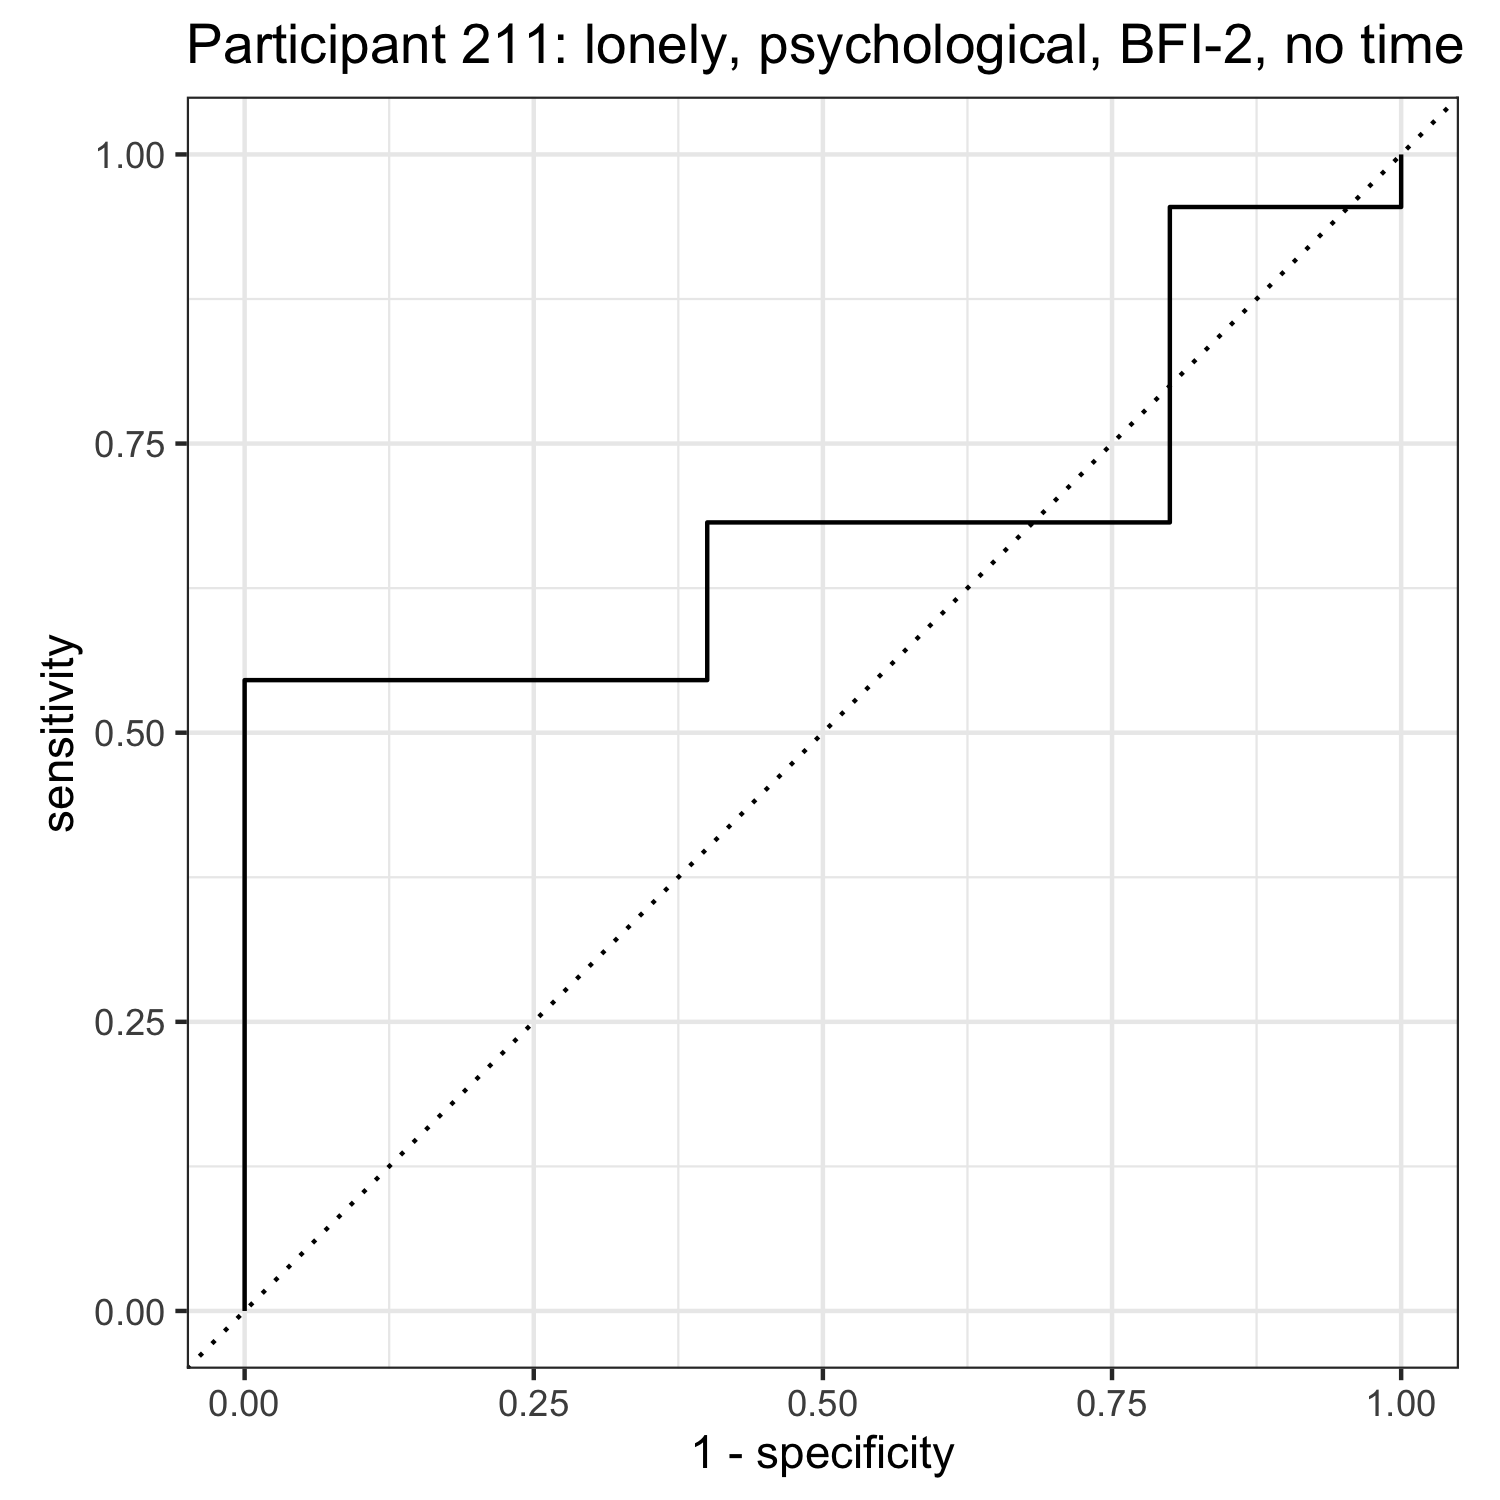 Participant 211: lonely, psychological, BFI-2, no time
1.00
0.75
0.50
0.25
0.00
sensitivity
0.00 0.25 0.50 0.75 1.00
1 - specificity